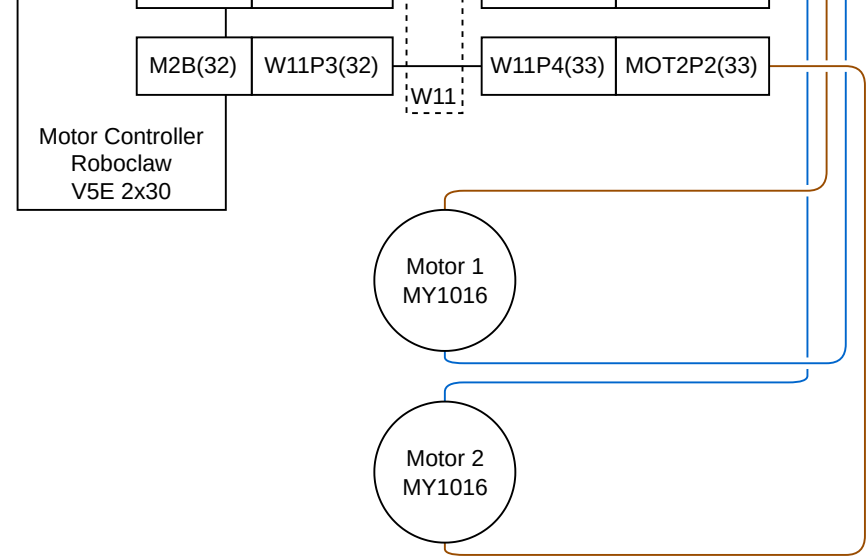 M2B(32) W11P3(32) W11P4(33) MOT2P2(33)
W11
Motor Controller
Roboclaw
V5E 2x30
Motor 1
MY1016
Motor 2
MY1016